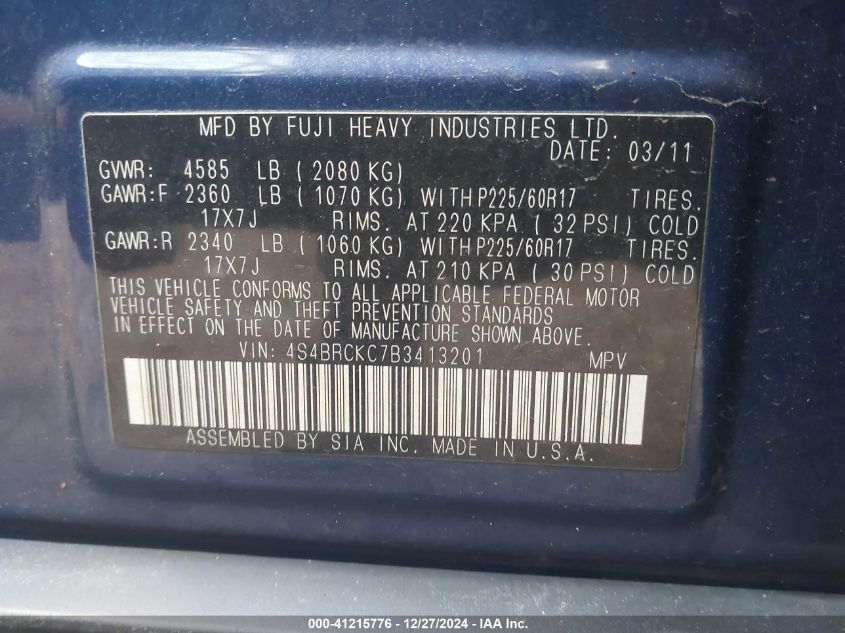 MFD BY FUJI HEAVY INDUSTRIES LTD.
DATE: 03/11
GVWR: 4585 LB ( 2080 KG)
GAWR:F 2360 LB ( 1070 KG) WITH P225/60R17 TIRES.
17X7J RIMS. AT 220 KPA ( 32 PSI) COLD
GAWR:R 2340 LB ( 1060 KG) WITH P225/60R17 TIRES.
17X7J RIMS. AT 210 KPA ( 30 PSI) COLD
THIS VEHICLE CONFORMS TO ALL APPLICABLE FEDERAL MOTOR
VEHICLE SAFETY AND THEFT PREVENTION STANDARDS
IN EFFECT ON THE DATE OF MANUFACTURE SHOWN ABOVE.
VIN: 4S4BRCKC7B3413201 MPV
ASSEMBLED BY SIA INC. MADE IN U.S.A.
000-41215776 - 12/27/2024 - IAA Inc.